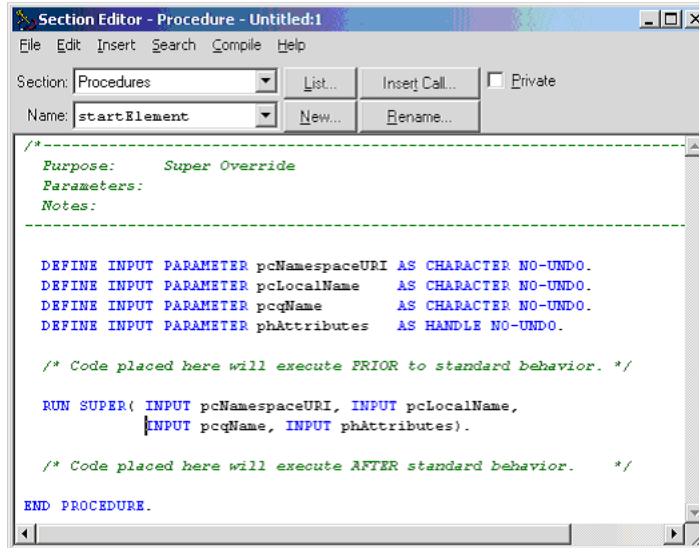 Section Editor - Procedure - Untitled:1
File Edit Insert Search Compile Help
Section: Procedures List... Insert Call... Private
Name: startElement New... Rename...
/*---------------------------------------------------------------------------
Purpose: Super Override
Parameters:
Notes:
-----------------------------------------------------------------------------
DEFINE INPUT PARAMETER pcNamespaceURI AS CHARACTER NO-UNDO.
DEFINE INPUT PARAMETER pcLocalName AS CHARACTER NO-UNDO.
DEFINE INPUT PARAMETER pcqName AS CHARACTER NO-UNDO.
DEFINE INPUT PARAMETER phAttributes AS HANDLE NO-UNDO.
/* Code placed here will execute PRIOR to standard behavior. */
RUN SUPER( INPUT pcNamespaceURI, INPUT pcLocalName,
INPUT pcqName, INPUT phAttributes).
/* Code placed here will execute AFTER standard behavior. */
END PROCEDURE.